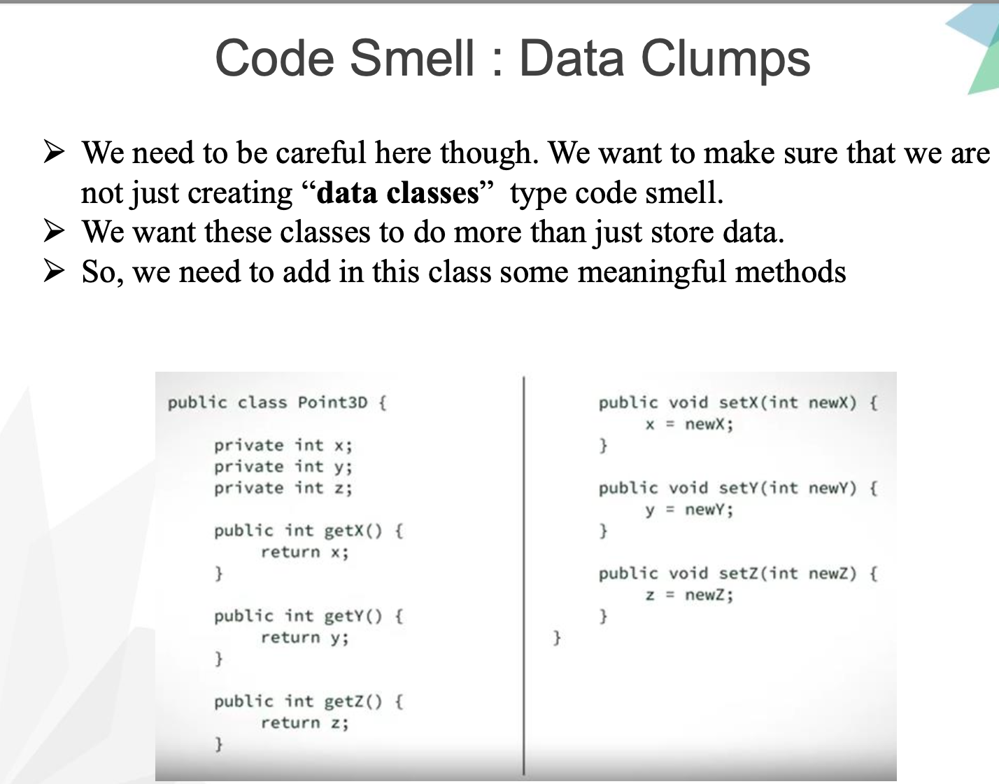 Code Smell : Data Clumps
➢ We need to be careful here though. We want to make sure that we are
not just creating “data classes” type code smell.
➢ We want these classes to do more than just store data.
➢ So, we need to add in this class some meaningful methods
public class Point3D {
private int x;
private int y;
private int z;
public int getX() {
return x;
}
public int getY() {
return y;
}
public int getZ() {
return z;
}
public void setX(int newX) {
x = newX;
}
public void setY(int newY) {
y = newY;
}
public void setZ(int newZ) {
z = newZ;
}
}